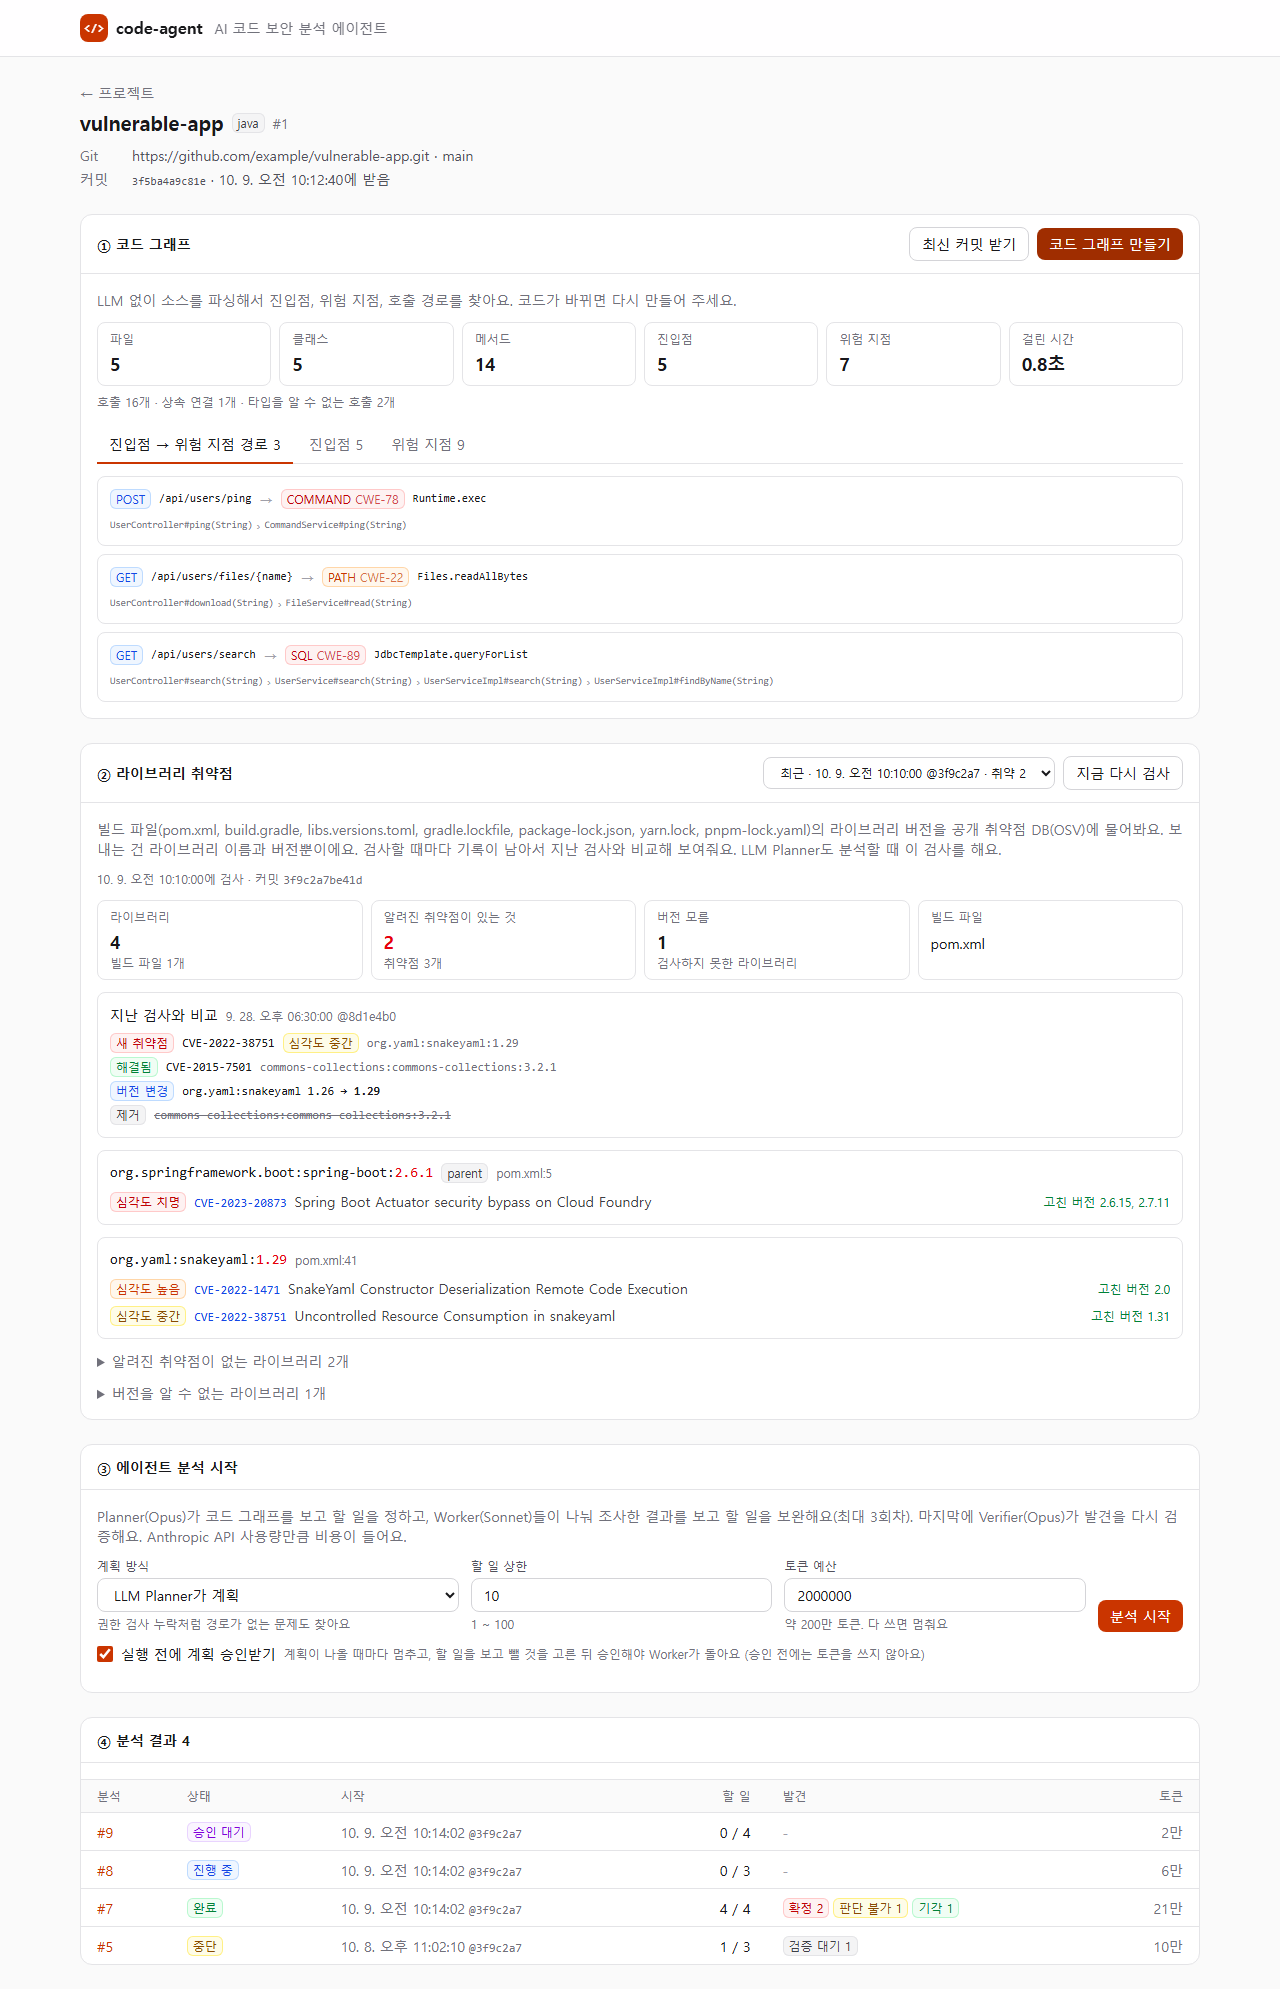 </> code-agent AI 코드 보안 분석 에이전트
← 프로젝트
vulnerable-app java #1
Git https://github.com/example/vulnerable-app.git · main
커밋 3f5ba4a9c81e · 10. 9. 오전 10:12:40에 받음
① 코드 그래프 최신 커밋 받기 코드 그래프 만들기
LLM 없이 소스를 파싱해서 진입점, 위험 지점, 호출 경로를 찾아요. 코드가 바뀌면 다시 만들어 주세요.
파일 클래스 메서드 진입점 위험 지점 걸린 시간
5 5 14 5 7 0.8초
호출 16개 · 상속 연결 1개 · 타입을 알 수 없는 호출 2개
진입점 → 위험 지점 경로 3 진입점 5 위험 지점 9
POST /api/users/ping → COMMAND CWE-78 Runtime.exec
UserController#ping(String) › CommandService#ping(String)
GET /api/users/files/{name} → PATH CWE-22 Files.readAllBytes
UserController#download(String) › FileService#read(String)
GET /api/users/search → SQL CWE-89 JdbcTemplate.queryForList
UserController#search(String) › UserService#search(String) › UserServiceImpl#search(String) › UserServiceImpl#findByName(String)
② 라이브러리 취약점 최근 · 10. 9. 오전 10:10:00 @3f9c2a7 · 취약 2 지금 다시 검사
빌드 파일(pom.xml, build.gradle, libs.versions.toml, gradle.lockfile, package-lock.json, yarn.lock, pnpm-lock.yaml)의 라이브러리 버전을 공개 취약점 DB(OSV)에 물어봐요. 보
내는 건 라이브러리 이름과 버전뿐이에요. 검사할 때마다 기록이 남아서 지난 검사와 비교해 보여줘요. LLM Planner도 분석할 때 이 검사를 해요.
10. 9. 오전 10:10:00에 검사 · 커밋 3f9c2a7be41d
라이브러리 알려진 취약점이 있는 것 버전 모름 빌드 파일
4 2 1 pom.xml
빌드 파일 1개 취약점 3개 검사하지 못한 라이브러리
지난 검사와 비교 9. 28. 오후 06:30:00 @8d1e4b0
새 취약점 CVE-2022-38751 심각도 중간 org.yaml:snakeyaml:1.29
해결됨 CVE-2015-7501 commons-collections:commons-collections:3.2.1
버전 변경 org.yaml:snakeyaml 1.26 → 1.29
제거 commons-collections:commons-collections:3.2.1
org.springframework.boot:spring-boot:2.6.1 parent pom.xml:5
심각도 치명 CVE-2023-20873 Spring Boot Actuator security bypass on Cloud Foundry 고친 버전 2.6.15, 2.7.11
org.yaml:snakeyaml:1.29 pom.xml:41
심각도 높음 CVE-2022-1471 SnakeYaml Constructor Deserialization Remote Code Execution 고친 버전 2.0
심각도 중간 CVE-2022-38751 Uncontrolled Resource Consumption in snakeyaml 고친 버전 1.31
▶ 알려진 취약점이 없는 라이브러리 2개
▶ 버전을 알 수 없는 라이브러리 1개
③ 에이전트 분석 시작
Planner(Opus)가 코드 그래프를 보고 할 일을 정하고, Worker(Sonnet)들이 나눠 조사한 결과를 보고 할 일을 보완해요(최대 3회차). 마지막에 Verifier(Opus)가 발견을 다시 검
증해요. Anthropic API 사용량만큼 비용이 들어요.
계획 방식 할 일 상한 토큰 예산
LLM Planner가 계획 10 2000000 분석 시작
권한 검사 누락처럼 경로가 없는 문제도 찾아요 1 ~ 100 약 200만 토큰. 다 쓰면 멈춰요
실행 전에 계획 승인받기 계획이 나올 때마다 멈추고, 할 일을 보고 뺄 것을 고른 뒤 승인해야 Worker가 돌아요 (승인 전에는 토큰을 쓰지 않아요)
④ 분석 결과 4
분석 상태 시작 할 일 발견 토큰
#9 승인 대기 10. 9. 오전 10:14:02 @3f9c2a7 0 / 4 - 2만
#8 진행 중 10. 9. 오전 10:14:02 @3f9c2a7 0 / 3 - 6만
#7 완료 10. 9. 오전 10:14:02 @3f9c2a7 4 / 4 확정 2 판단 불가 1 기각 1 21만
#5 중단 10. 8. 오후 11:02:10 @3f9c2a7 1 / 3 검증 대기 1 10만